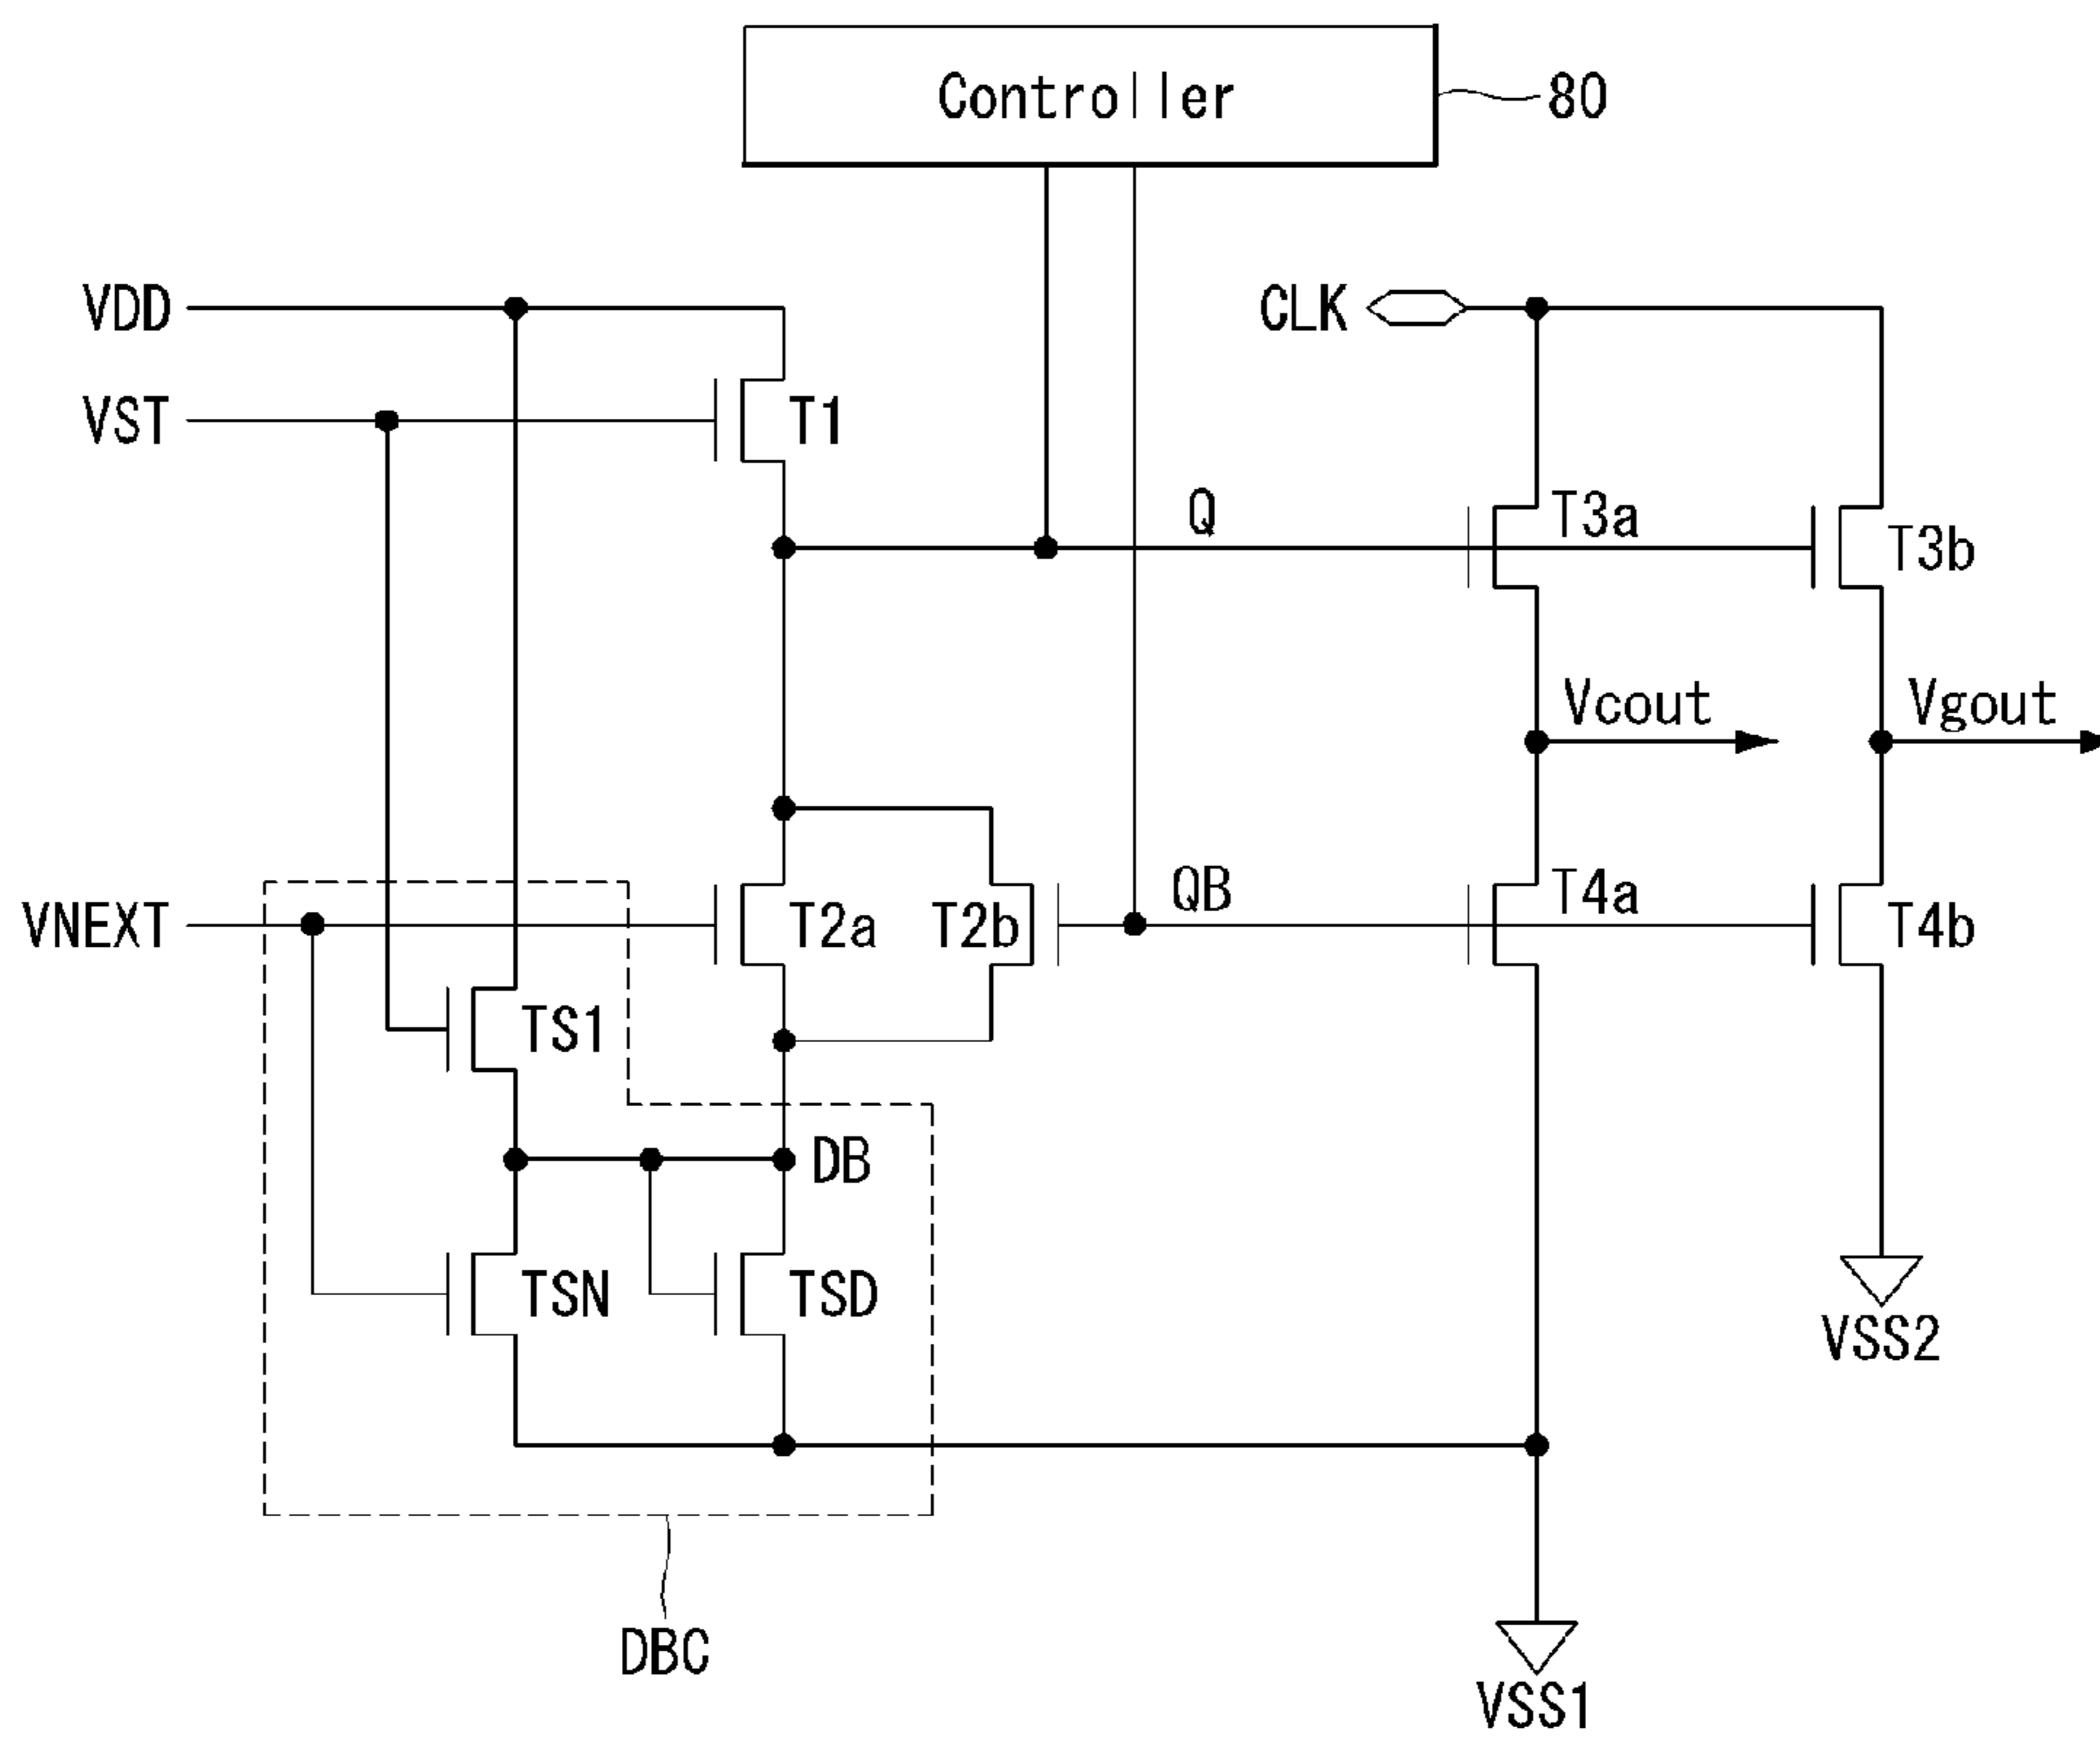 Controller
80
VDD
CLK
VST
T1
Q
T3a
T3b
Vcout
Vgout
VNEXT
T2a
T2b
QB
T4a
T4b
TS1
DB
TSN
TSD
VSS2
DBC
VSS1